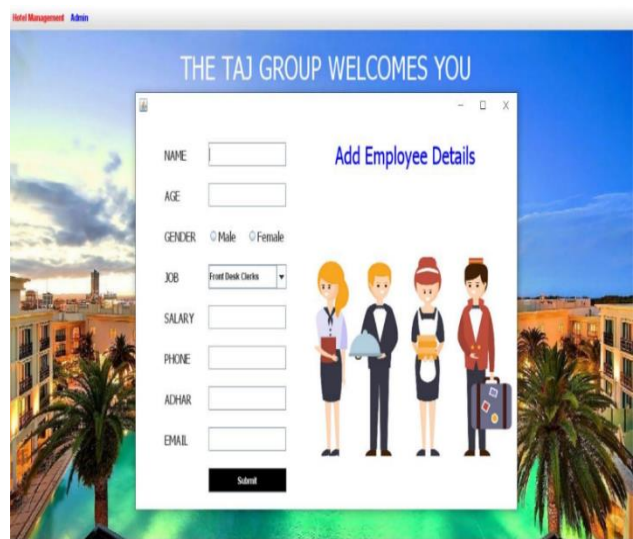 Hotel Management Admin
THE TAJ GROUP WELCOMES YOU
NAME
Add Employee Details
AGE
GENDER Male Female
JOB Front Desk Clerks
SALARY
PHONE
ADHAR
EMAIL
Submit